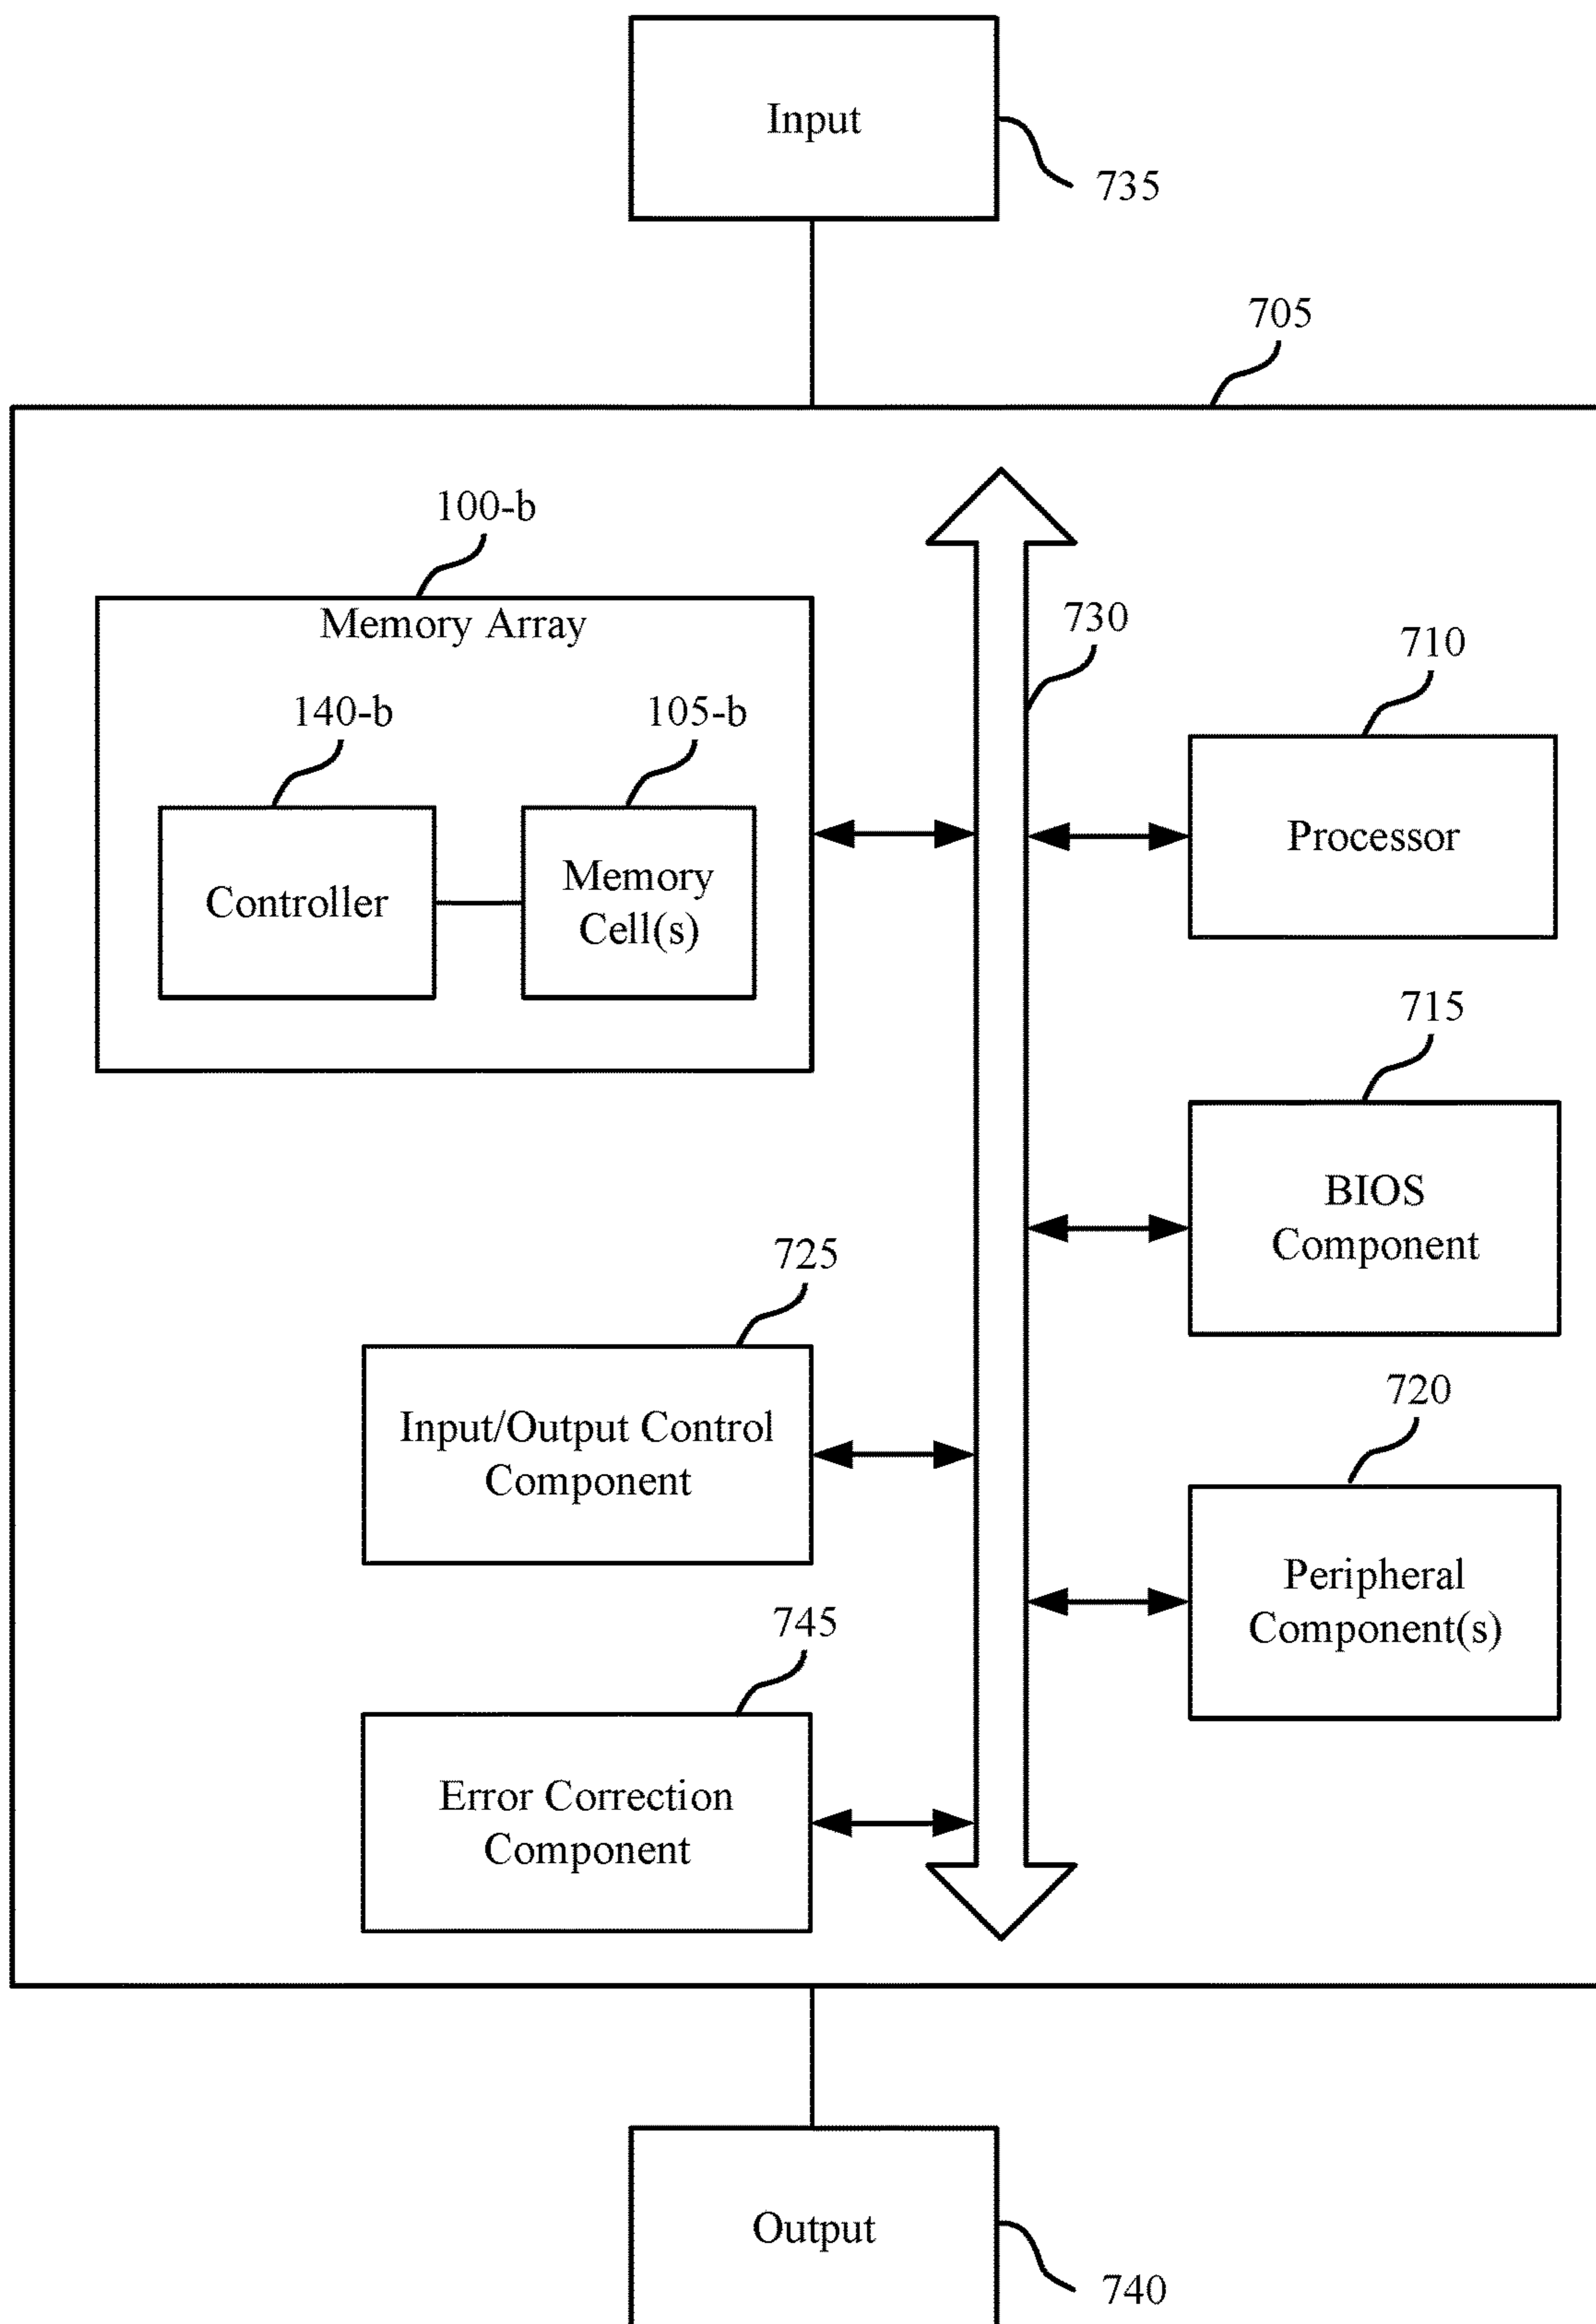 Input
735
705
100-b
Memory Array
730
710
140-b
105-b
Controller
Memory
Cell(s)
Processor
715
BIOS
Component
725
Input/Output Control
Component
720
Peripheral
Component(s)
745
Error Correction
Component
Output
740